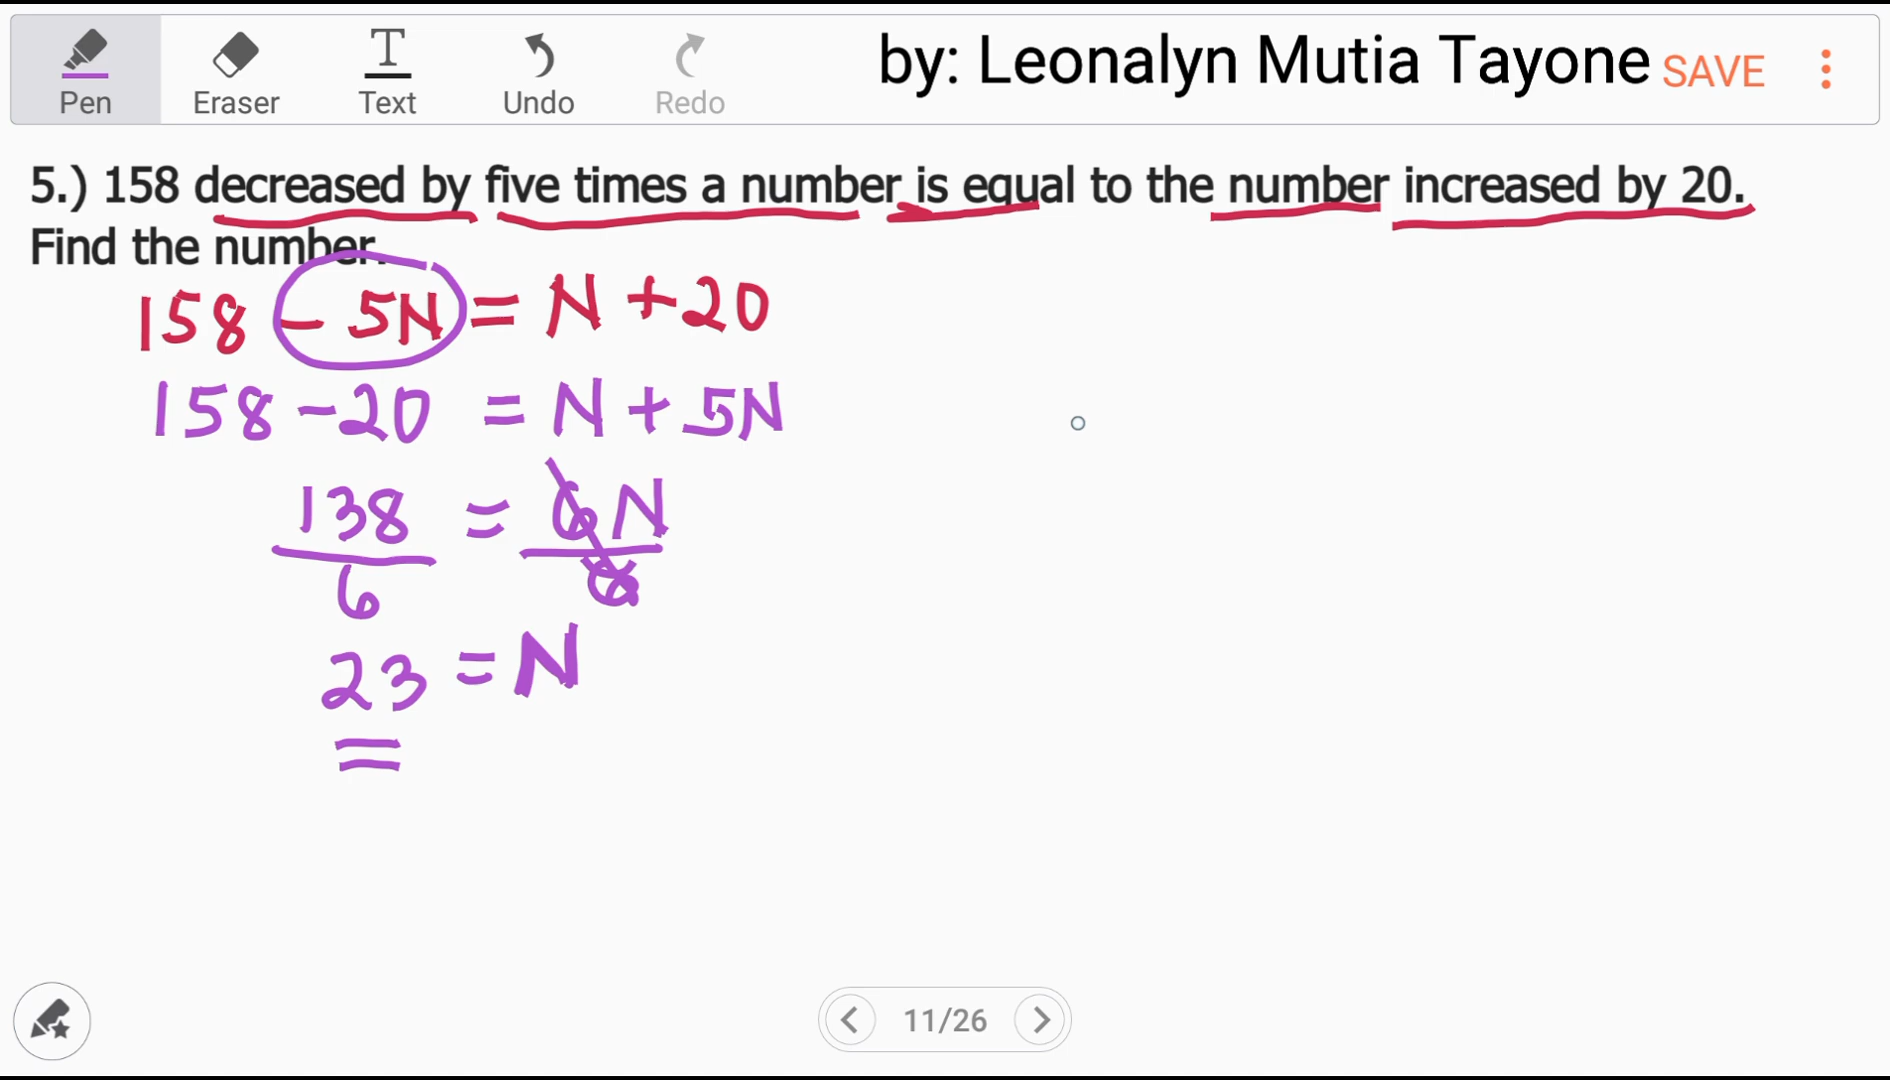 by: Leonalyn Mutia Tayone
SAVE
Pen
Eraser
Text
Undo
Redo
5.) 158 decreased by five times a number is equal to the number increased by 20.
Find the number.
158 - 5N = N + 20
158 - 20 = N + 5N
138 = 6N
6 6
23 = N
11/26